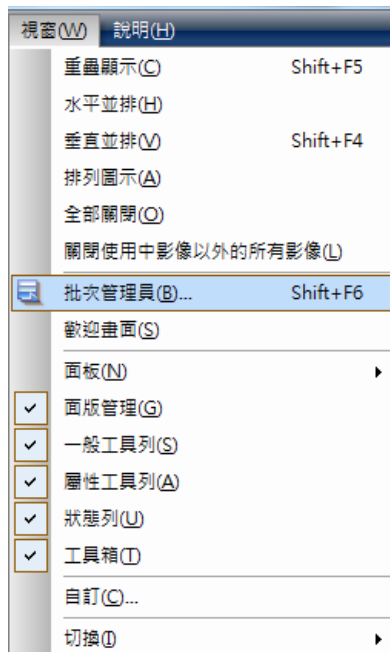 視窗(W) 說明(H)
重疊顯示(C) Shift+F5
水平並排(H)
垂直並排(V) Shift+F4
排列圖示(A)
全部關閉(O)
關閉使用中影像以外的所有影像(L)
批次管理員(B)... Shift+F6
歡迎畫面(S)
面板(N)
面版管理(G)
一般工具列(S)
屬性工具列(A)
狀態列(U)
工具箱(T)
自訂(C)...
切換(I)